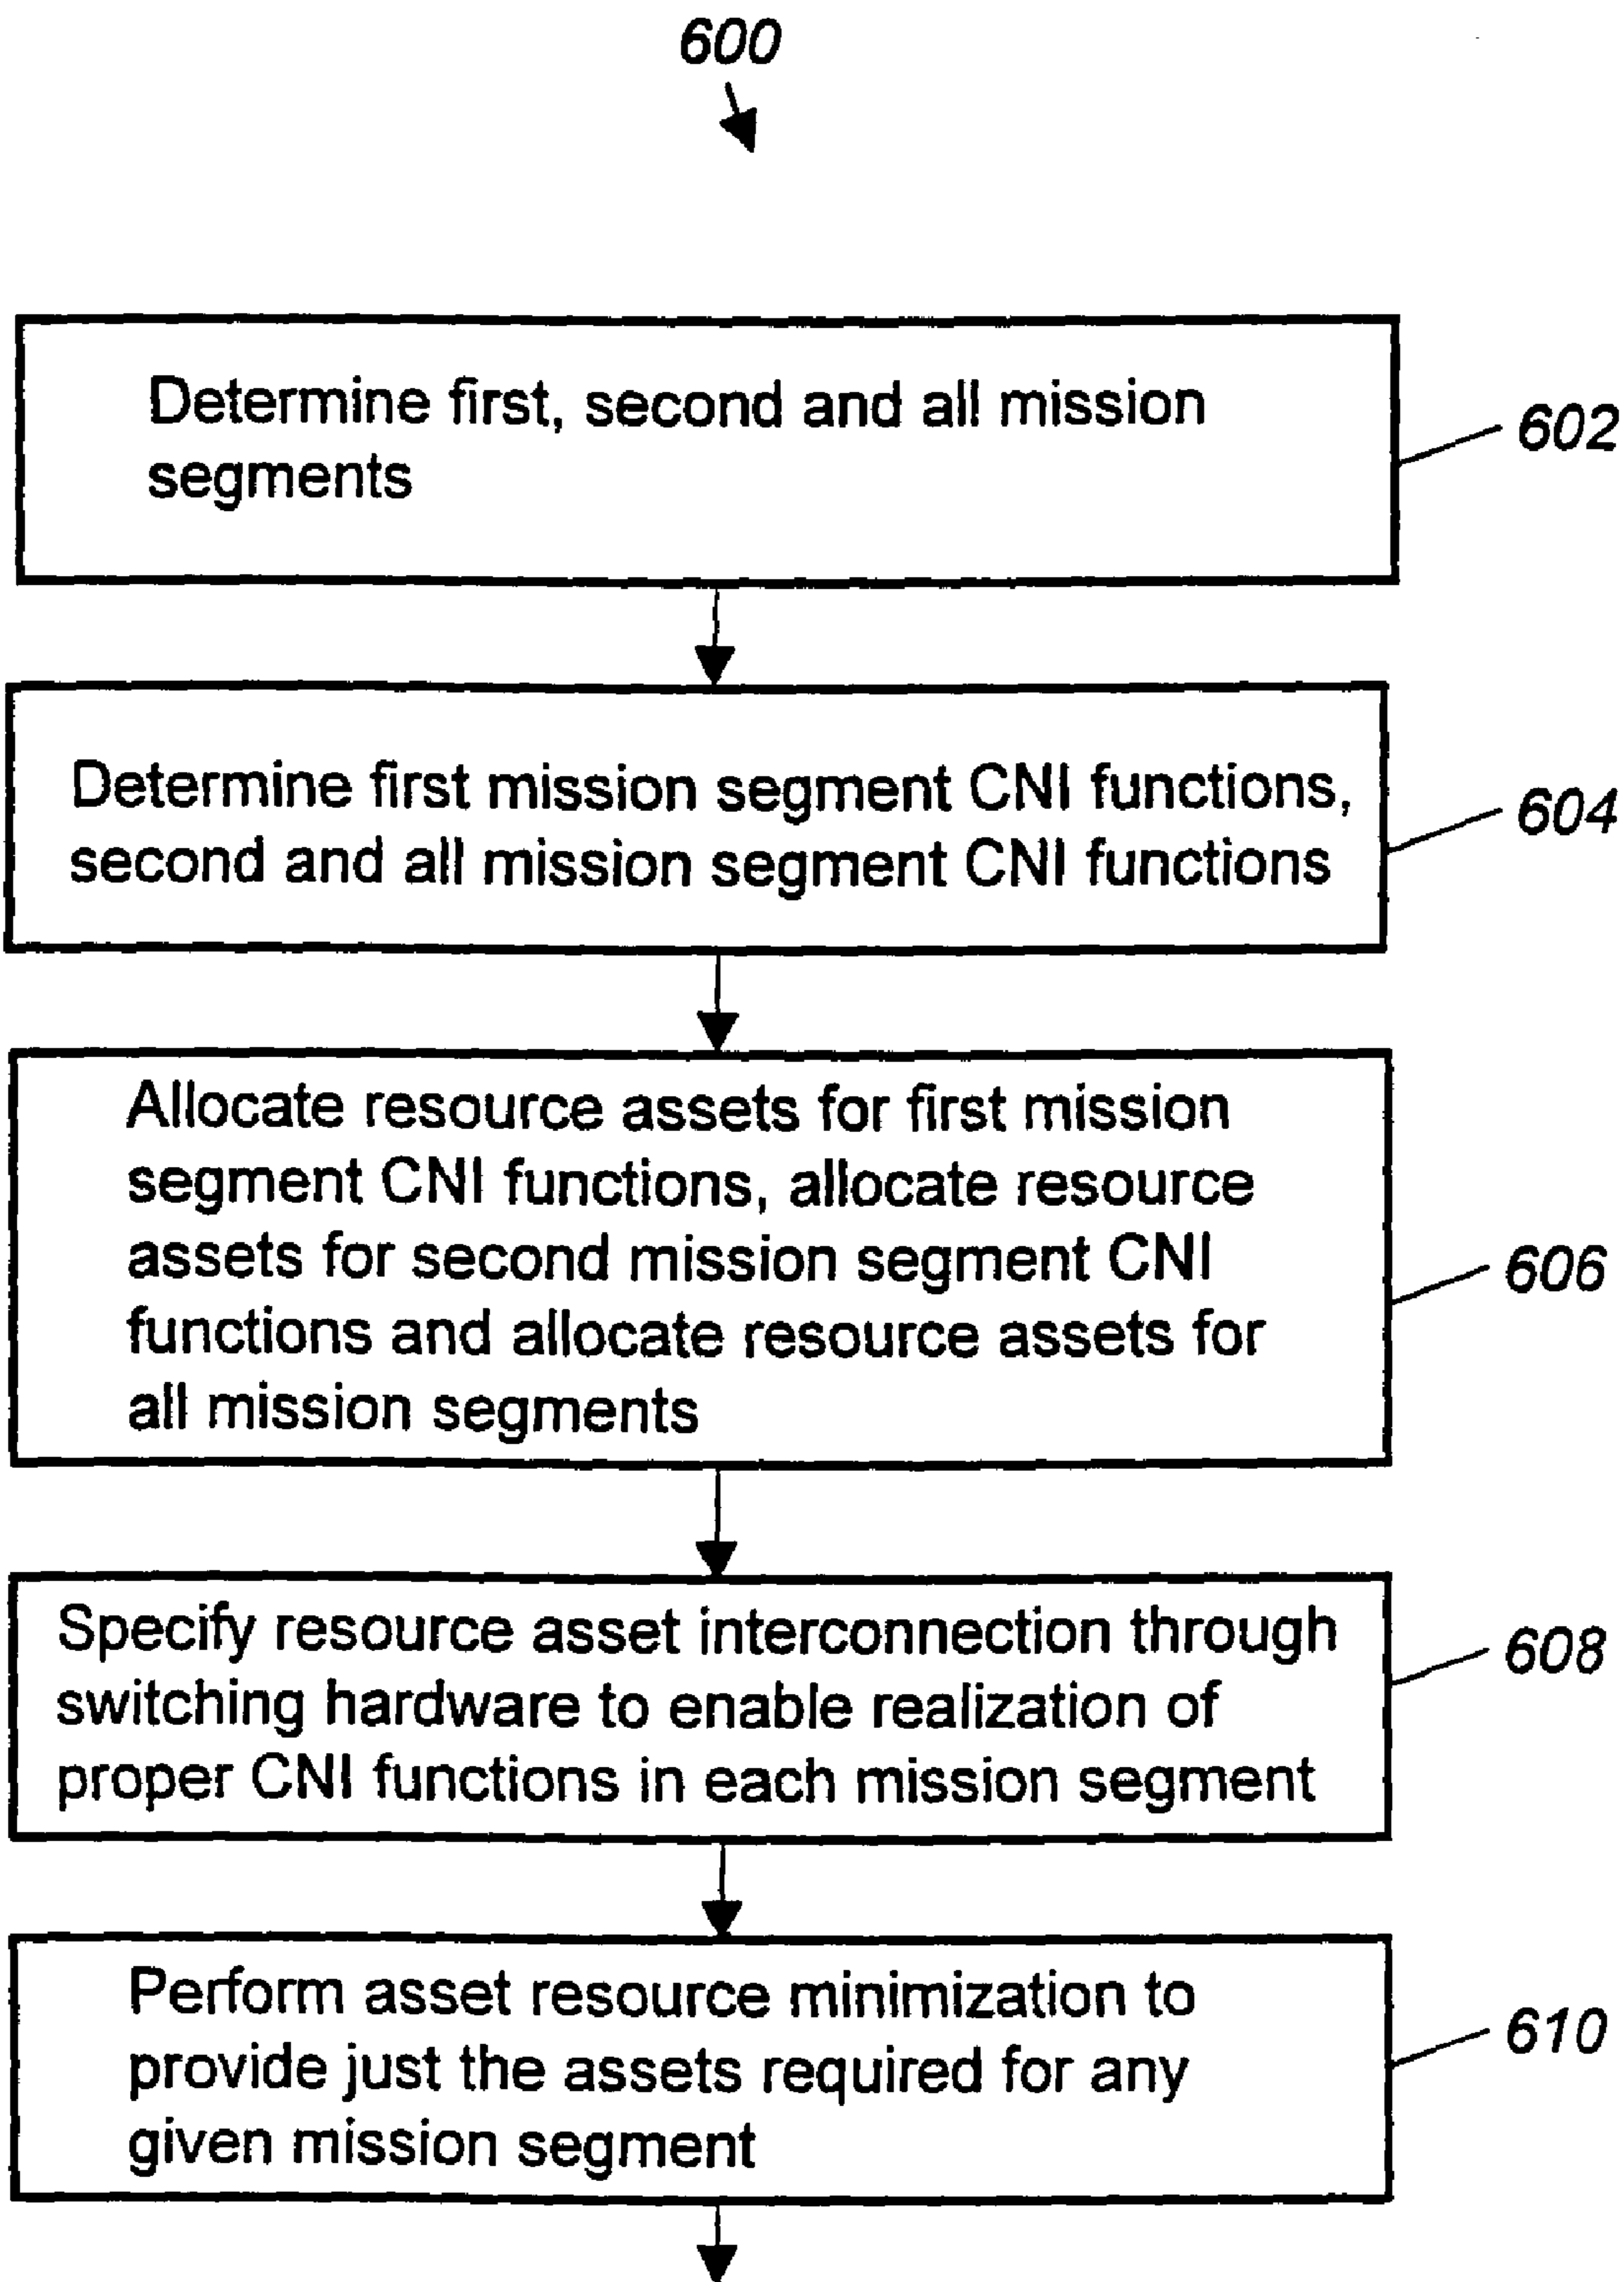 600
Determine first, second and all mission
segments
602
Determine first mission segment CNI functions,
second and all mission segment CNI functions
604
Allocate resource assets for first mission
segment CNI functions, allocate resource
assets for second mission segment CNI
functions and allocate resource assets for
all mission segments
606
Specify resource asset interconnection through
switching hardware to enable realization of
proper CNI functions in each mission segment
608
Perform asset resource minimization to
provide just the assets required for any
given mission segment
610